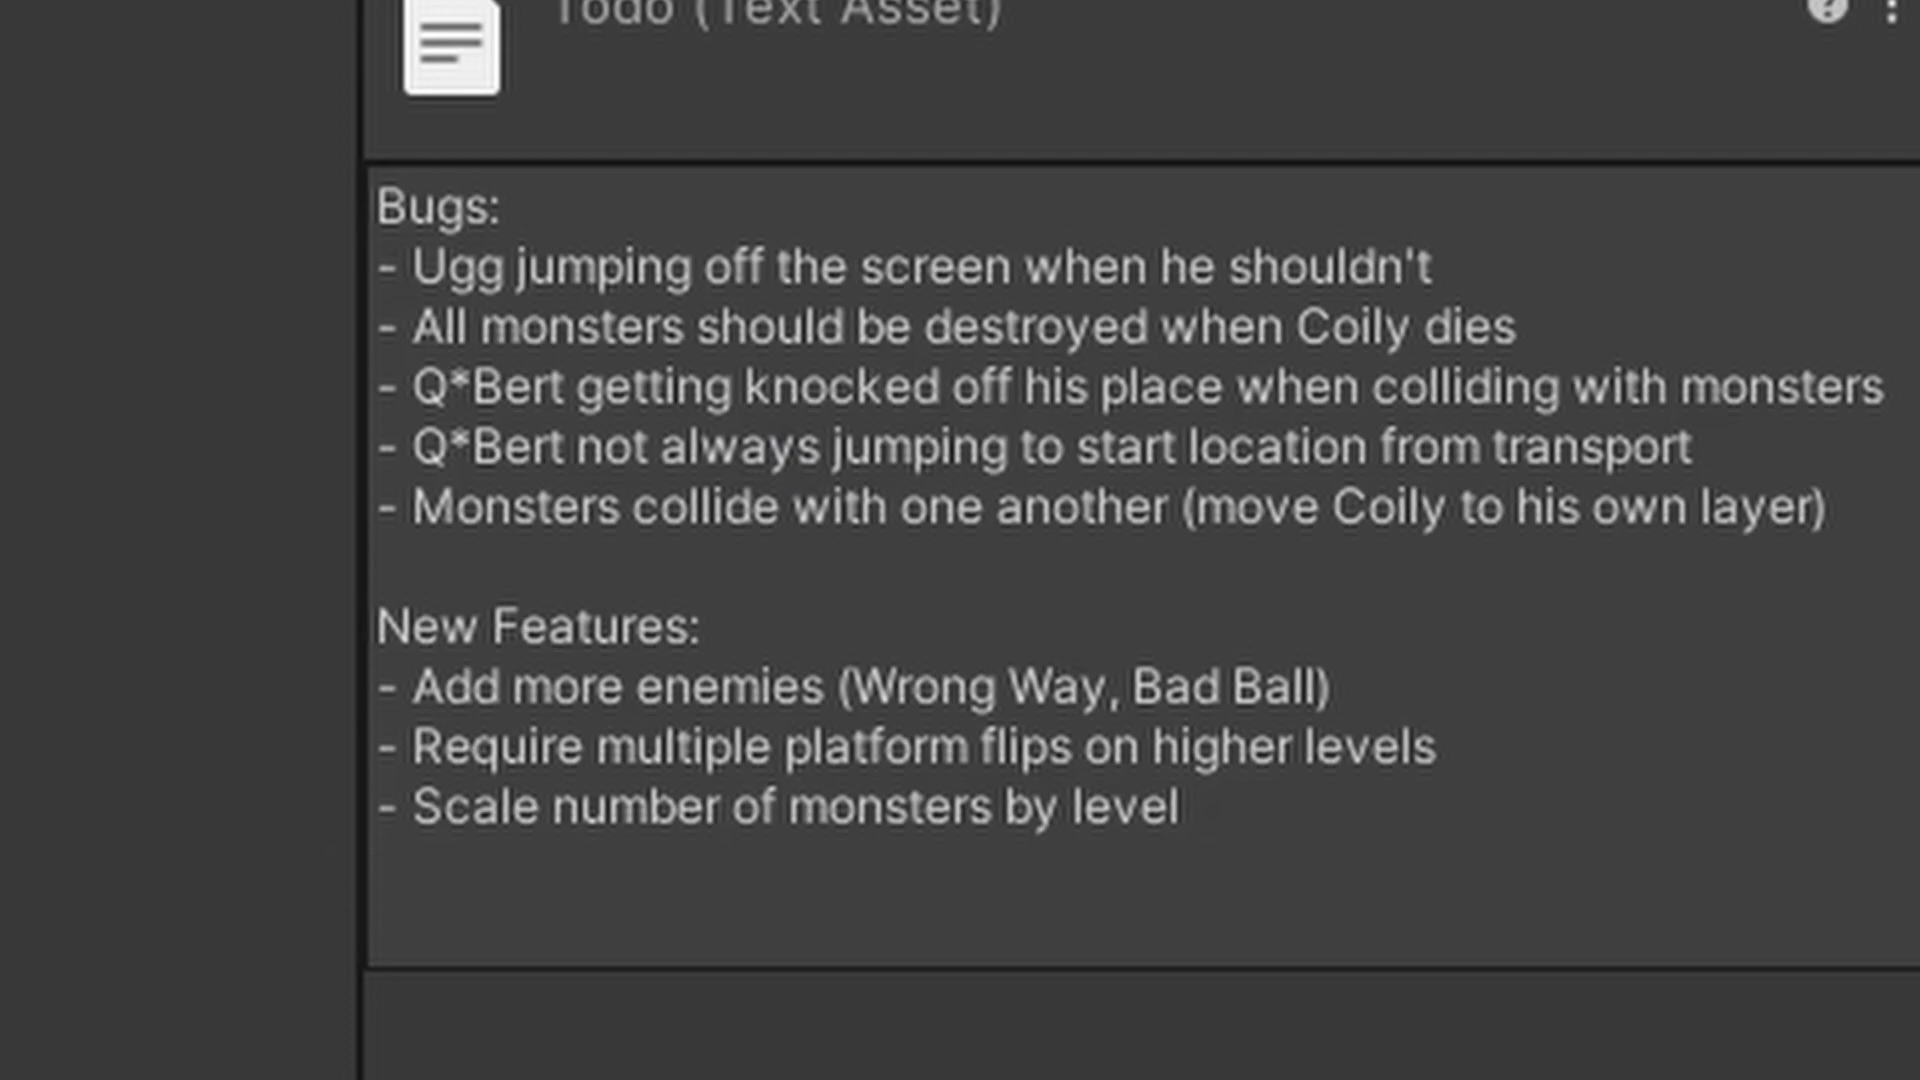 Todo (Text Asset)
Bugs:
- Ugg jumping off the screen when he shouldn't
- All monsters should be destroyed when Coily dies
- Q*Bert getting knocked off his place when colliding with monsters
- Q*Bert not always jumping to start location from transport
- Monsters collide with one another (move Coily to his own layer)
New Features:
- Add more enemies (Wrong Way, Bad Ball)
- Require multiple platform flips on higher levels
- Scale number of monsters by level